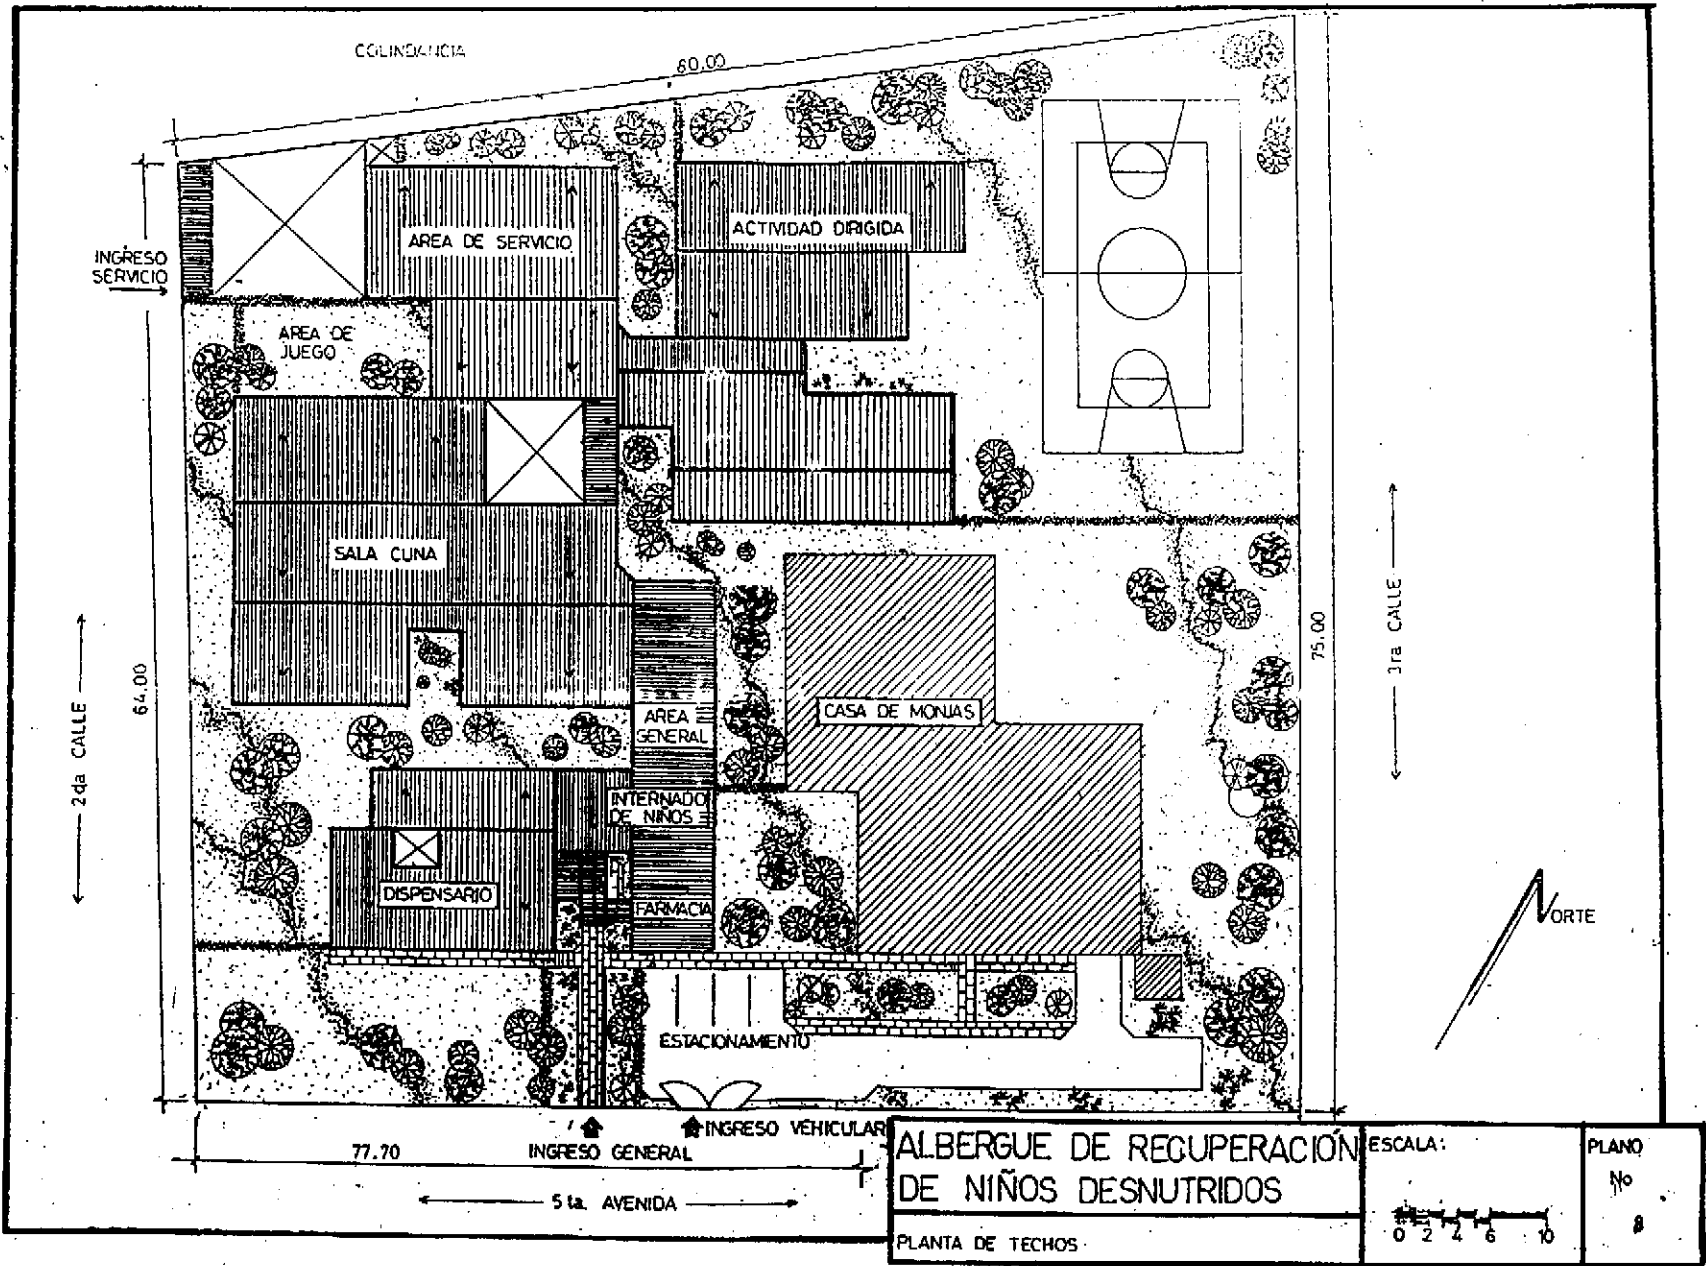 COLINDANCIA
60.00
AREA DE SERVICIO
ACTIVIDAD DIRIGIDA
INGRESO
SERVICIO
AREA DE
JUEGO
SALA CUNA
64.00
2da CALLE
75.00
3ra CALLE
AREA
GENERAL
CASA DE MONJAS
INTERNADO
DE NIÑOS
DISPENSARIO
FARMACIA
NORTE
ESTACIONAMIENTO
INGRESO VEHICULAR
77.70
INGRESO GENERAL
5ta. AVENIDA
ALBERGUE DE RECUPERACIÓN
DE NIÑOS DESNUTRIDOS
PLANTA DE TECHOS
ESCALA:
0 2 4 6 10
PLANO
No
8